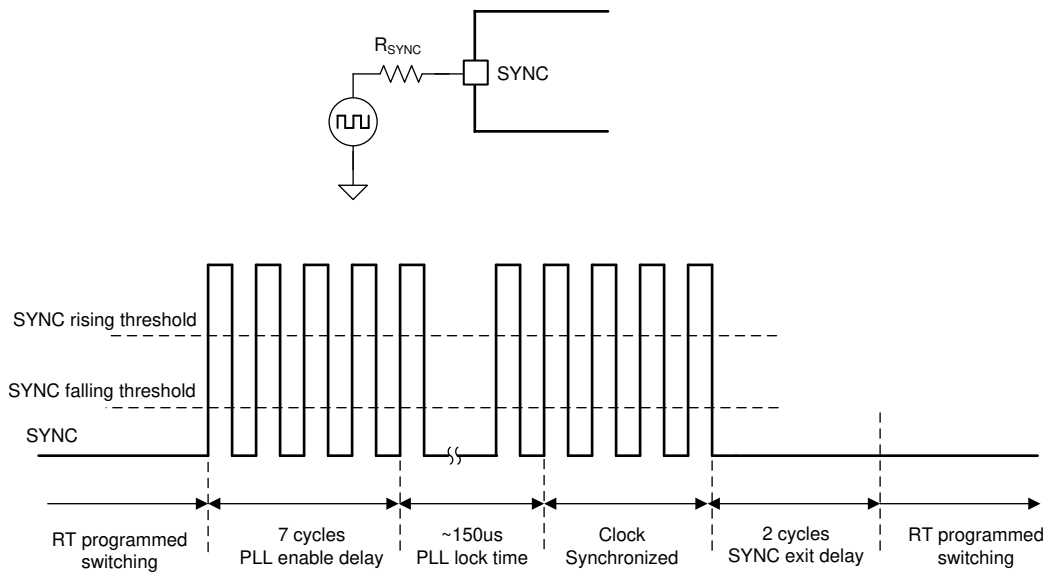 RSYNC
SYNC
SYNC rising threshold
SYNC falling threshold
SYNC
RT programmed
switching
7 cycles
PLL enable delay
~150us
PLL lock time
Clock
Synchronized
2 cycles
SYNC exit delay
RT programmed
switching